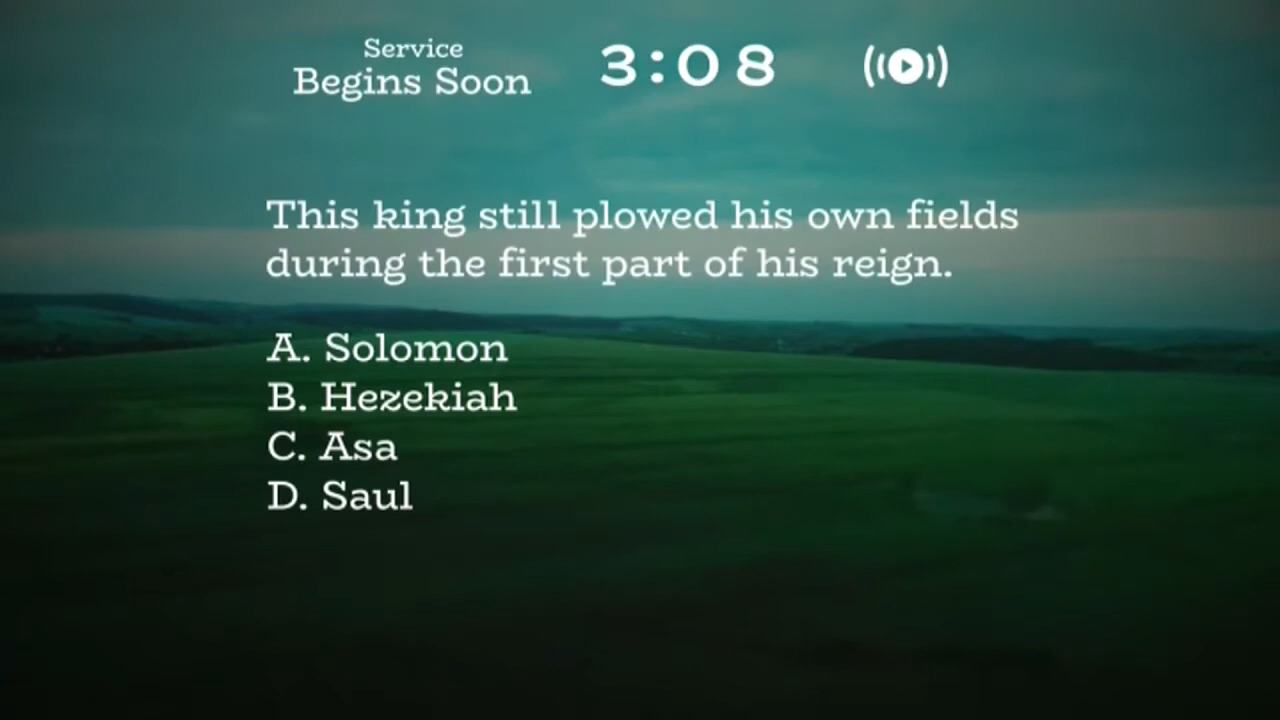 Service
Begins Soon
3:08
This king still plowed his own fields
during the first part of his reign.
A. Solomon
B. Hezekiah
C. Asa
D. Saul